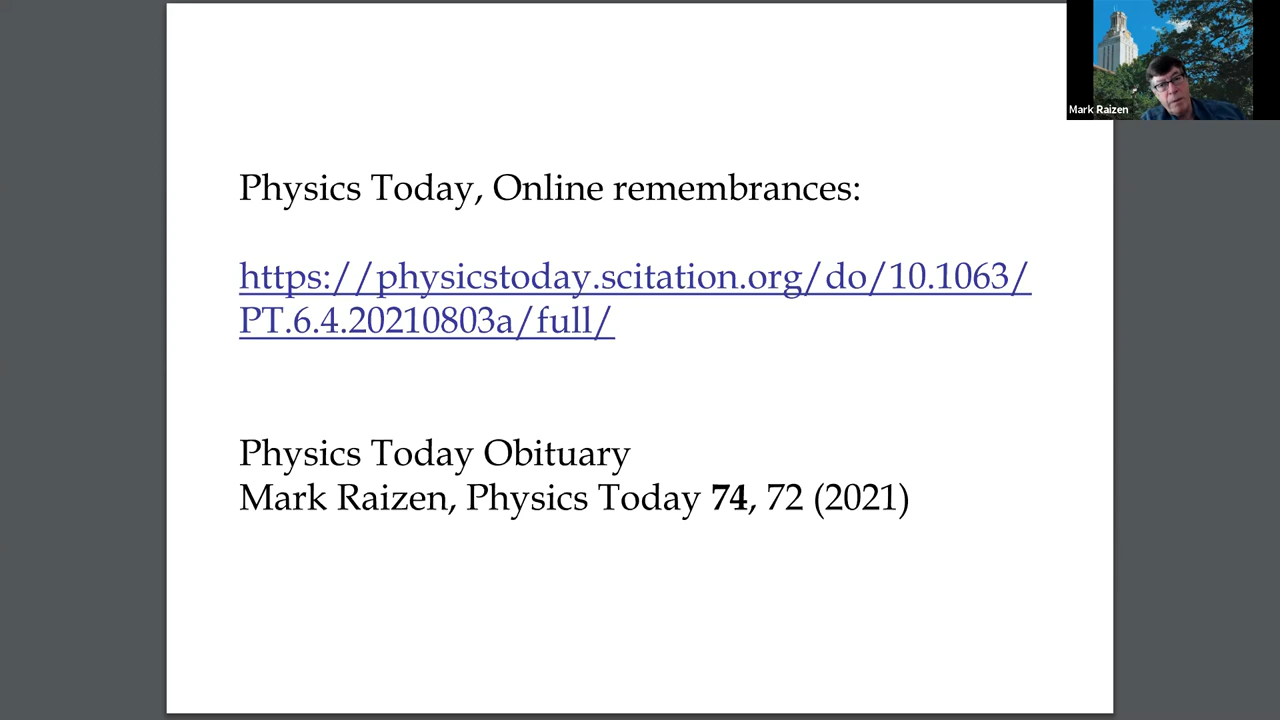 Mark Raizen
Physics Today, Online remembrances:
https://physicstoday.scitation.org/do/10.1063/
PT.6.4.20210803a/full/
Physics Today Obituary
Mark Raizen, Physics Today 74, 72 (2021)